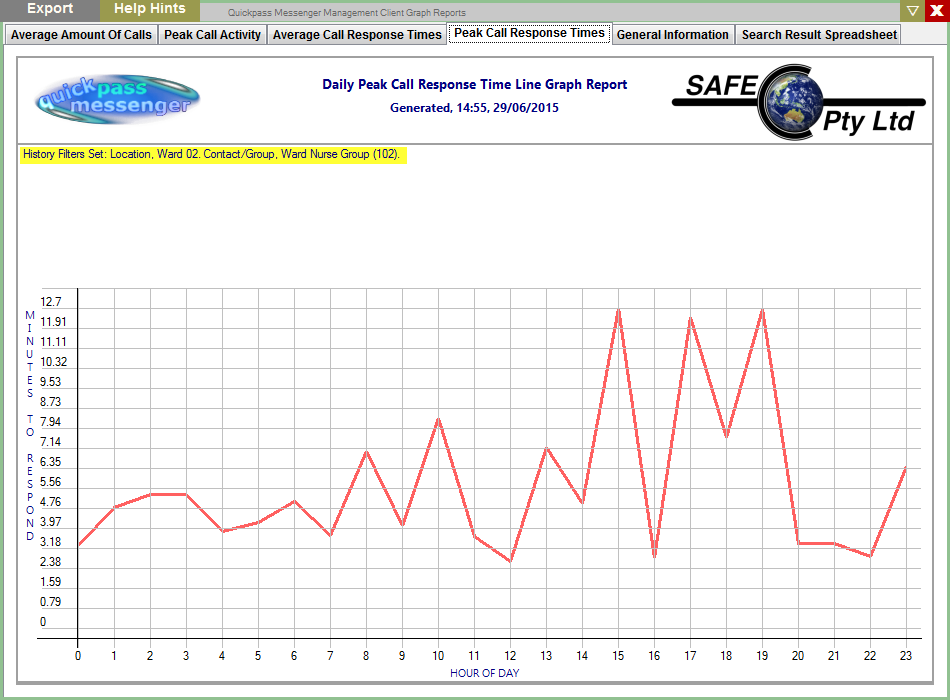 Export
Help Hints
Quickpass Messenger Management Client Graph Reports
Average Amount Of Calls
Peak Call Activity
Average Call Response Times
Peak Call Response Times
General Information
Search Result Spreadsheet
quickpass
messenger
Daily Peak Call Response Time Line Graph Report
Generated, 14:55, 29/06/2015
SAFE
Pty Ltd
History Filters Set: Location, Ward 02. Contact/Group, Ward Nurse Group (102).
MINUTES TO RESPOND
12.7
11.91
11.11
10.32
9.53
8.73
7.94
7.14
6.35
5.56
4.76
3.97
3.18
2.38
1.59
0.79
0
0 1 2 3 4 5 6 7 8 9 10 11 12 13 14 15 16 17 18 19 20 21 22 23
HOUR OF DAY